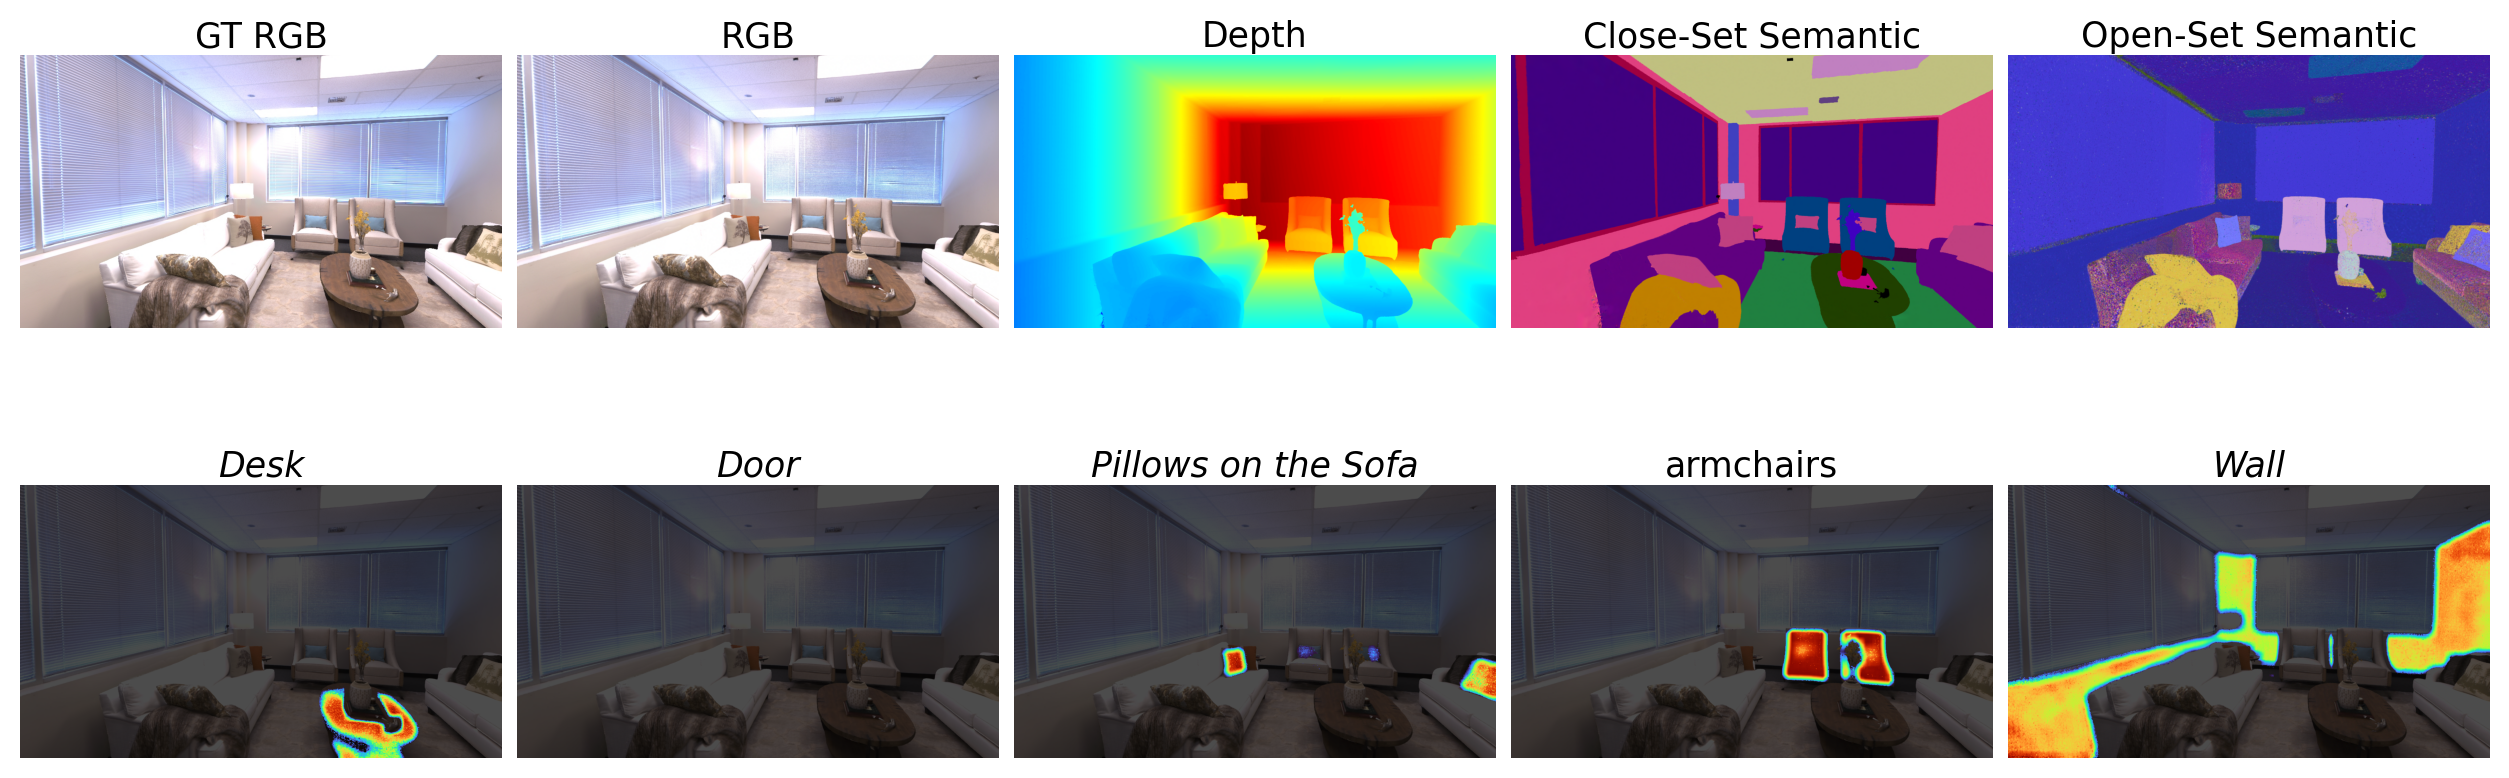 GT RGB
RGB
Depth
Close-Set Semantic
Open-Set Semantic
Desk
Door
Pillows on the Sofa
armchairs
Wall